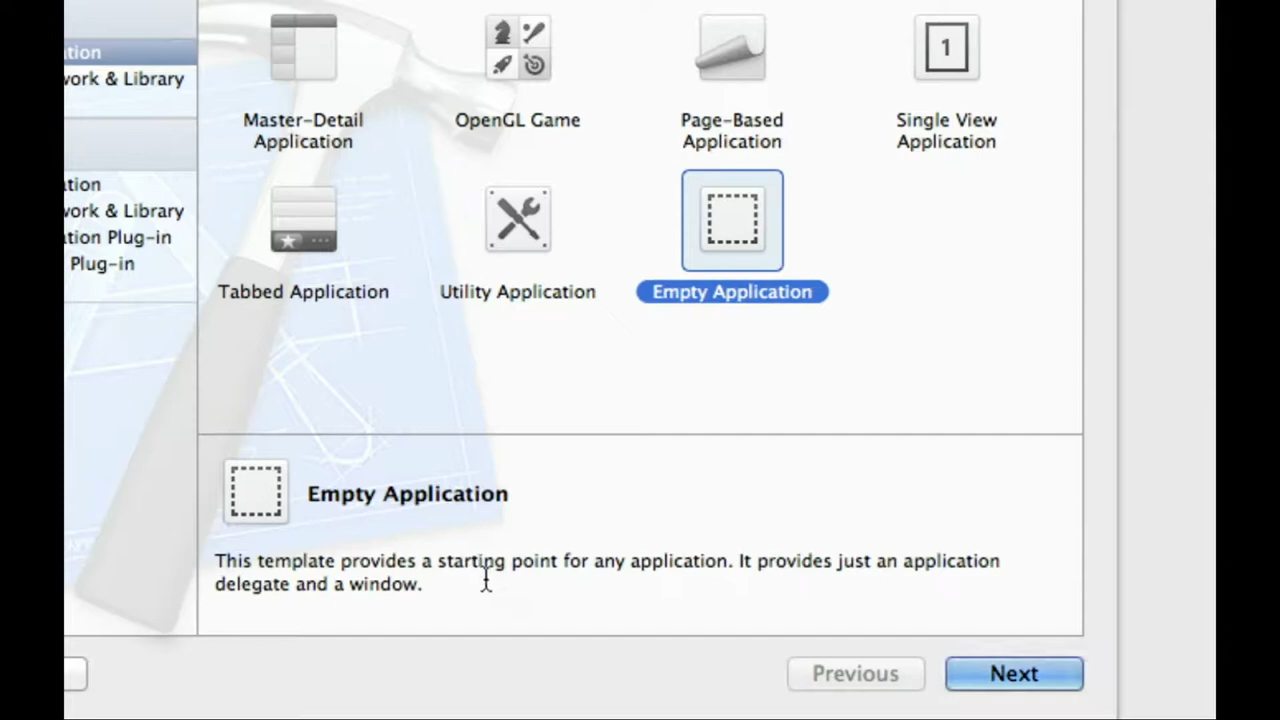 ation
work & Library
ation
work & Library
ation Plug-in
Plug-in
Master-Detail
Application
OpenGL Game
Page-Based
Application
1
Single View
Application
Tabbed Application
Utility Application
Empty Application
Empty Application
This template provides a starting point for any application. It provides just an application
delegate and a window.
Previous
Next